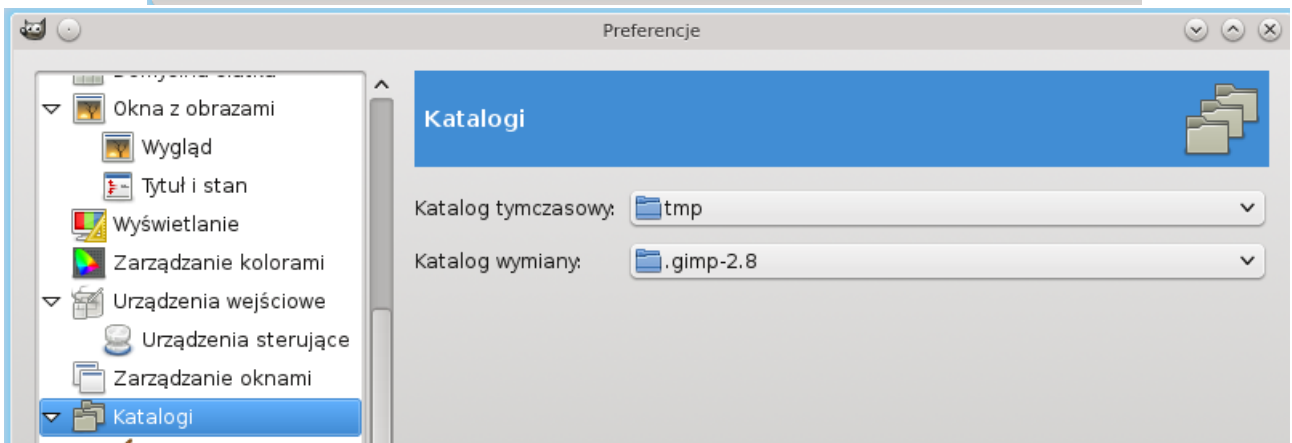 Preferencje
Okna z obrazami
Wygląd
Tytuł i stan
Wyświetlanie
Zarządzanie kolorami
Urządzenia wejściowe
Urządzenia sterujące
Zarządzanie oknami
Katalogi
Katalogi
Katalog tymczasowy: tmp
Katalog wymiany: .gimp-2.8